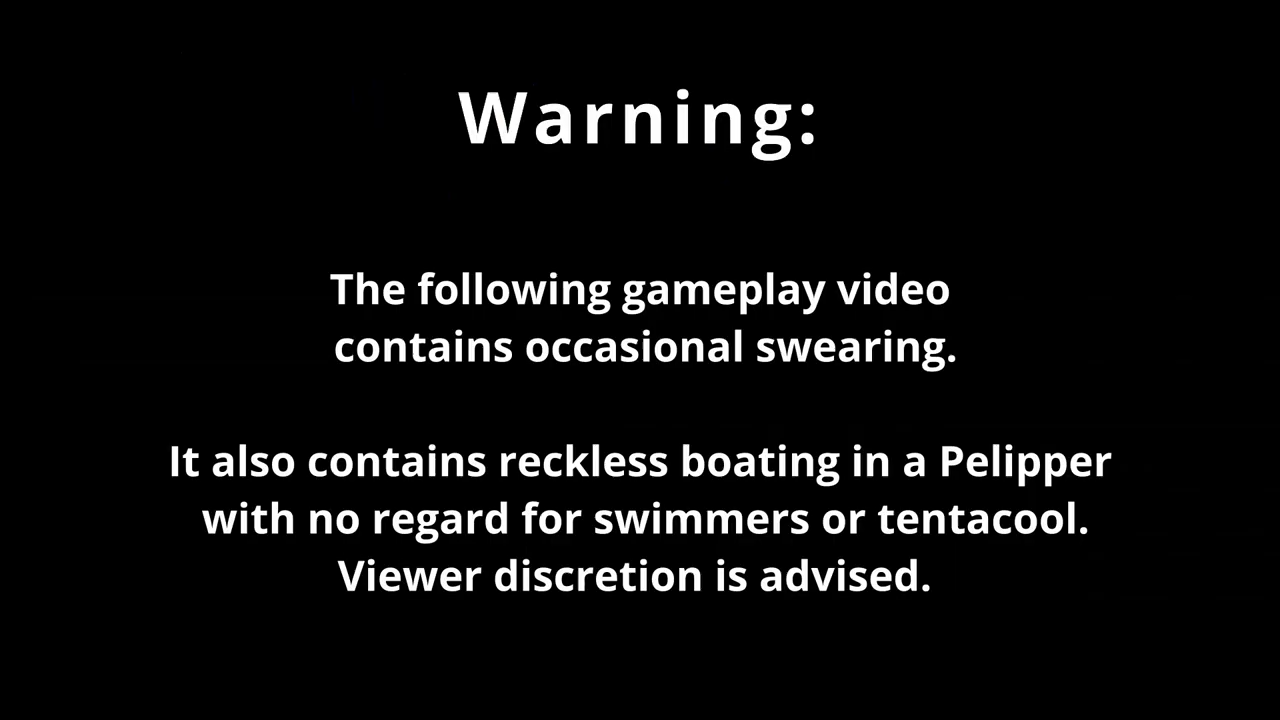 Warning:
The following gameplay video
contains occasional swearing.
It also contains reckless boating in a Pelipper
with no regard for swimmers or tentacool.
Viewer discretion is advised.